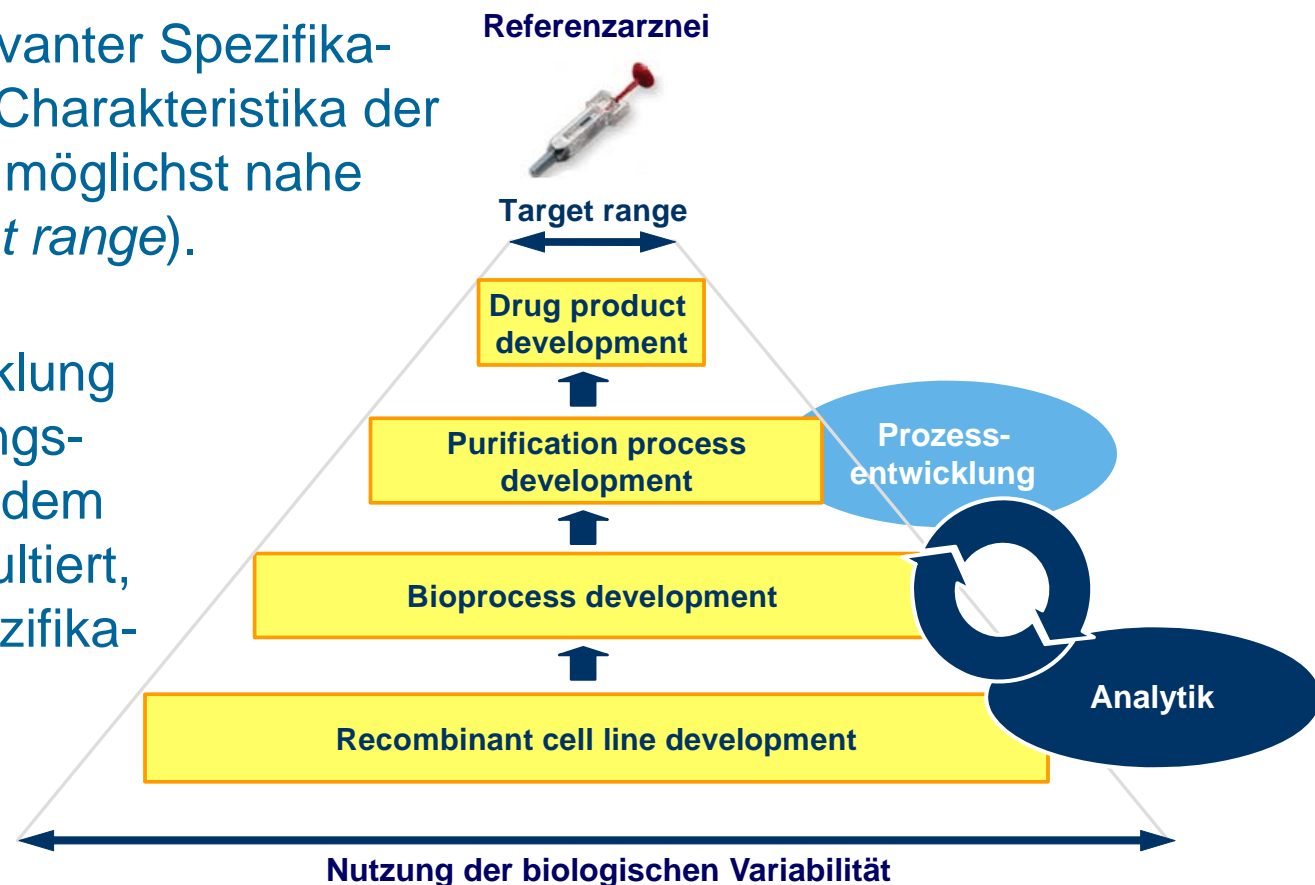 vanter Spezifika-
Charakteristika der
möglichst nahe
t range).
klung
ngs-
dem
ultiert,
zifika-
Referenzarznei
Target range
Drug product
development
Purification process
development
Prozess-
entwicklung
Bioprocess development
Analytik
Recombinant cell line development
Nutzung der biologischen Variabilität